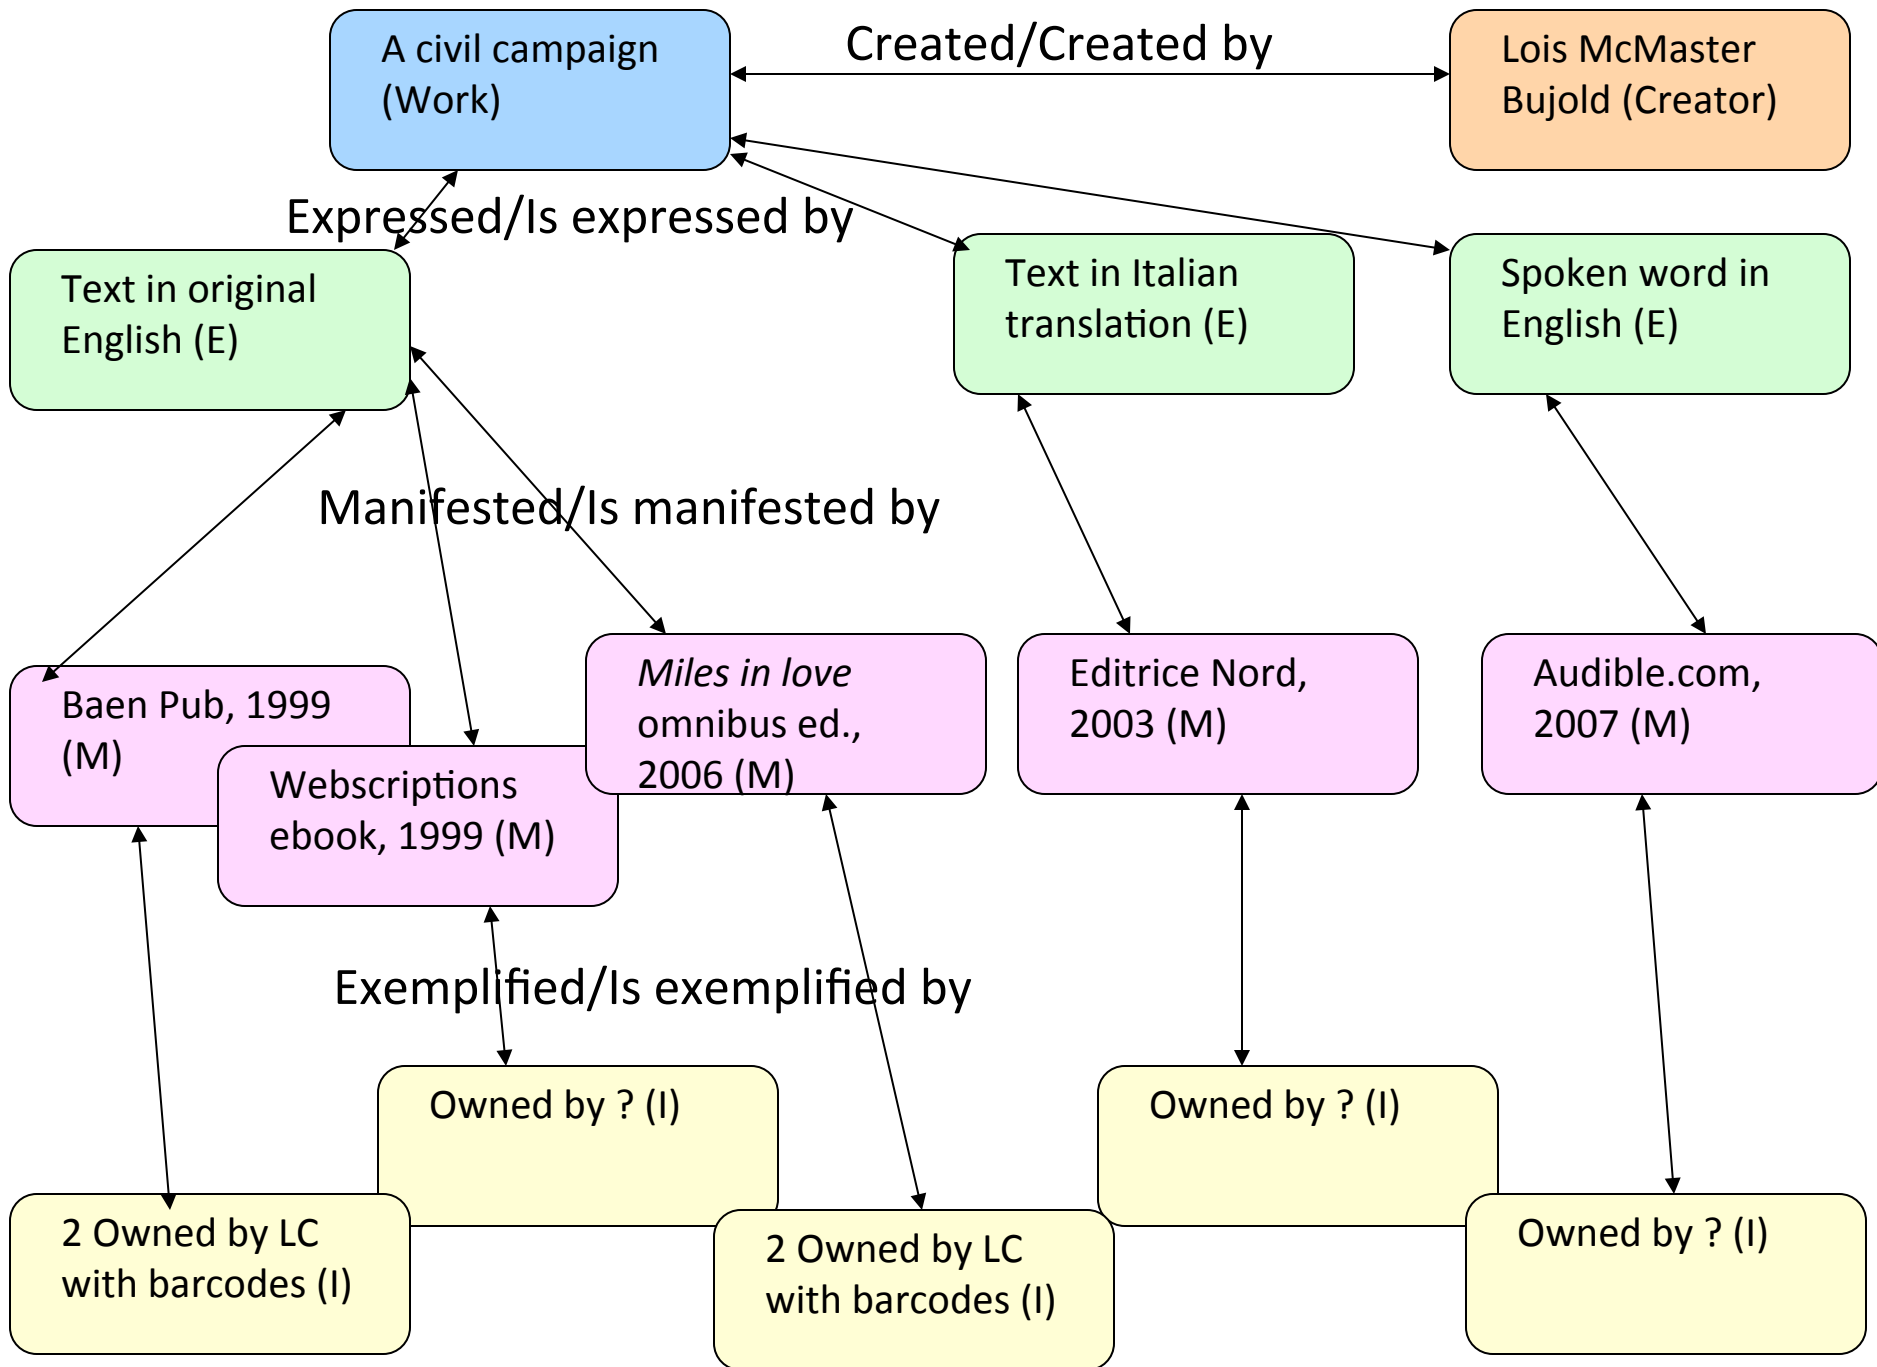 A civil campaign
(Work)
Created/Created by
Lois McMaster
Bujold (Creator)
Expressed/Is expressed by
Text in original
English (E)
Text in Italian
translation (E)
Spoken word in
English (E)
Manifested/Is manifested by
Baen Pub, 1999
(M)
Webscriptions
ebook, 1999 (M)
Miles in love
omnibus ed.,
2006 (M)
Editrice Nord,
2003 (M)
Audible.com,
2007 (M)
Exemplified/Is exemplified by
2 Owned by LC
with barcodes (I)
Owned by ? (I)
2 Owned by LC
with barcodes (I)
Owned by ? (I)
Owned by ? (I)